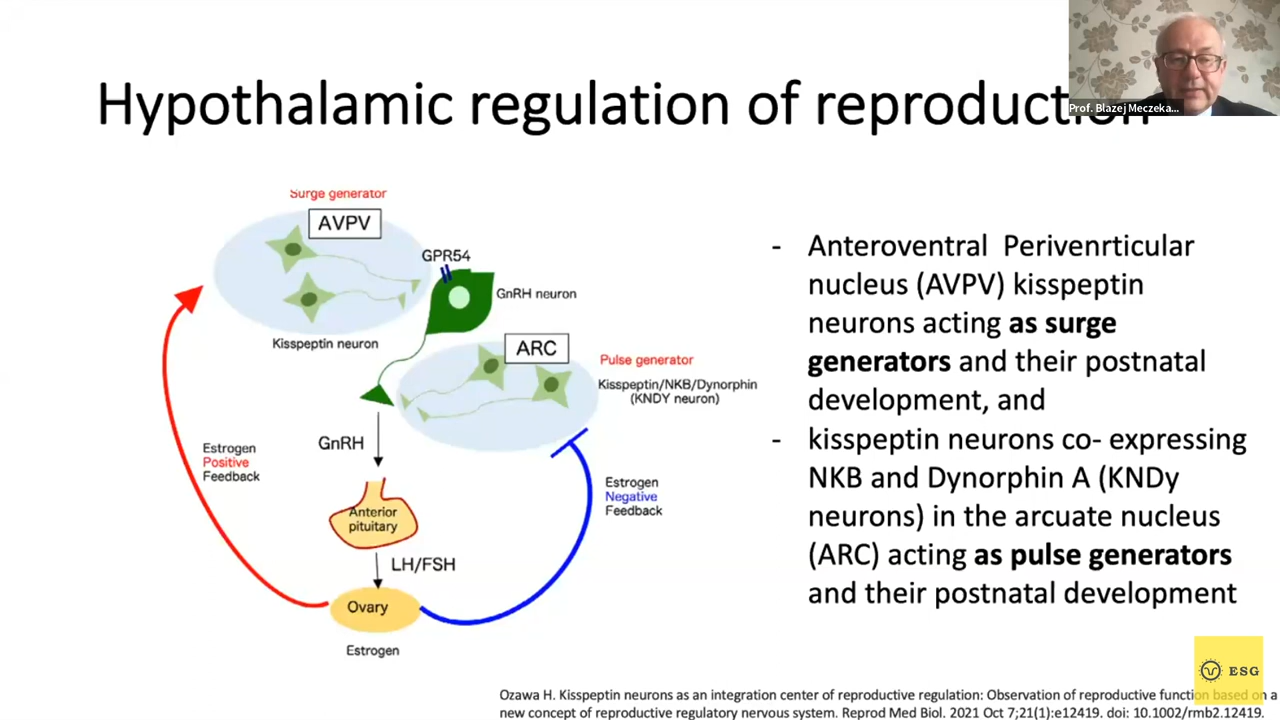 Hypothalamic regulation of reproduction
Prof. Blazej Meczeka...
Surge generator
AVPV
GPR54
GnRH neuron
Kisspeptin neuron
ARC
Pulse generator
Kisspeptin/NKB/Dynorphin
(KNDY neuron)
GnRH
Estrogen
Positive
Feedback
Estrogen
Negative
Feedback
Anterior
pituitary
LH/FSH
Ovary
Estrogen
- Anteroventral Perivenrticular
nucleus (AVPV) kisspeptin
neurons acting as surge
generators and their postnatal
development, and
- kisspeptin neurons co- expressing
NKB and Dynorphin A (KNDy
neurons) in the arcuate nucleus
(ARC) acting as pulse generators
and their postnatal development
ESG
Ozawa H. Kisspeptin neurons as an integration center of reproductive regulation: Observation of reproductive function based on a
new concept of reproductive regulatory nervous system. Reprod Med Biol. 2021 Oct 7;21(1):e12419. doi: 10.1002/rmb2.12419.